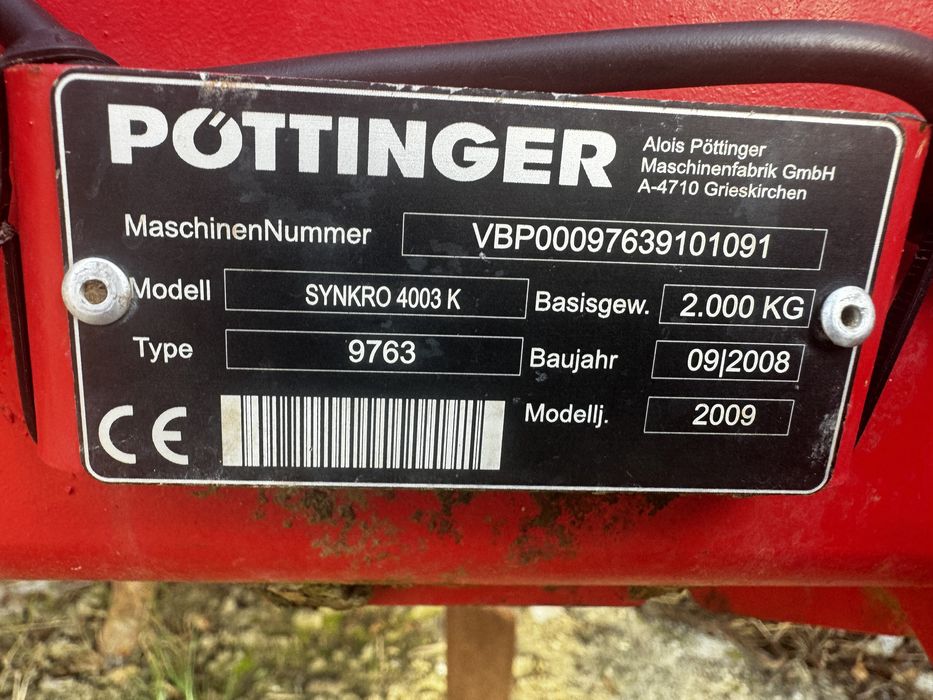 PÖTTINGER
Alois Pöttinger
Maschinenfabrik GmbH
A-4710 Grieskirchen
MaschinenNummer VBP00097639101091
Modell SYNKRO 4003 K Basisgew. 2.000 KG
Type 9763 Baujahr 09|2008
Modellj. 2009
CE